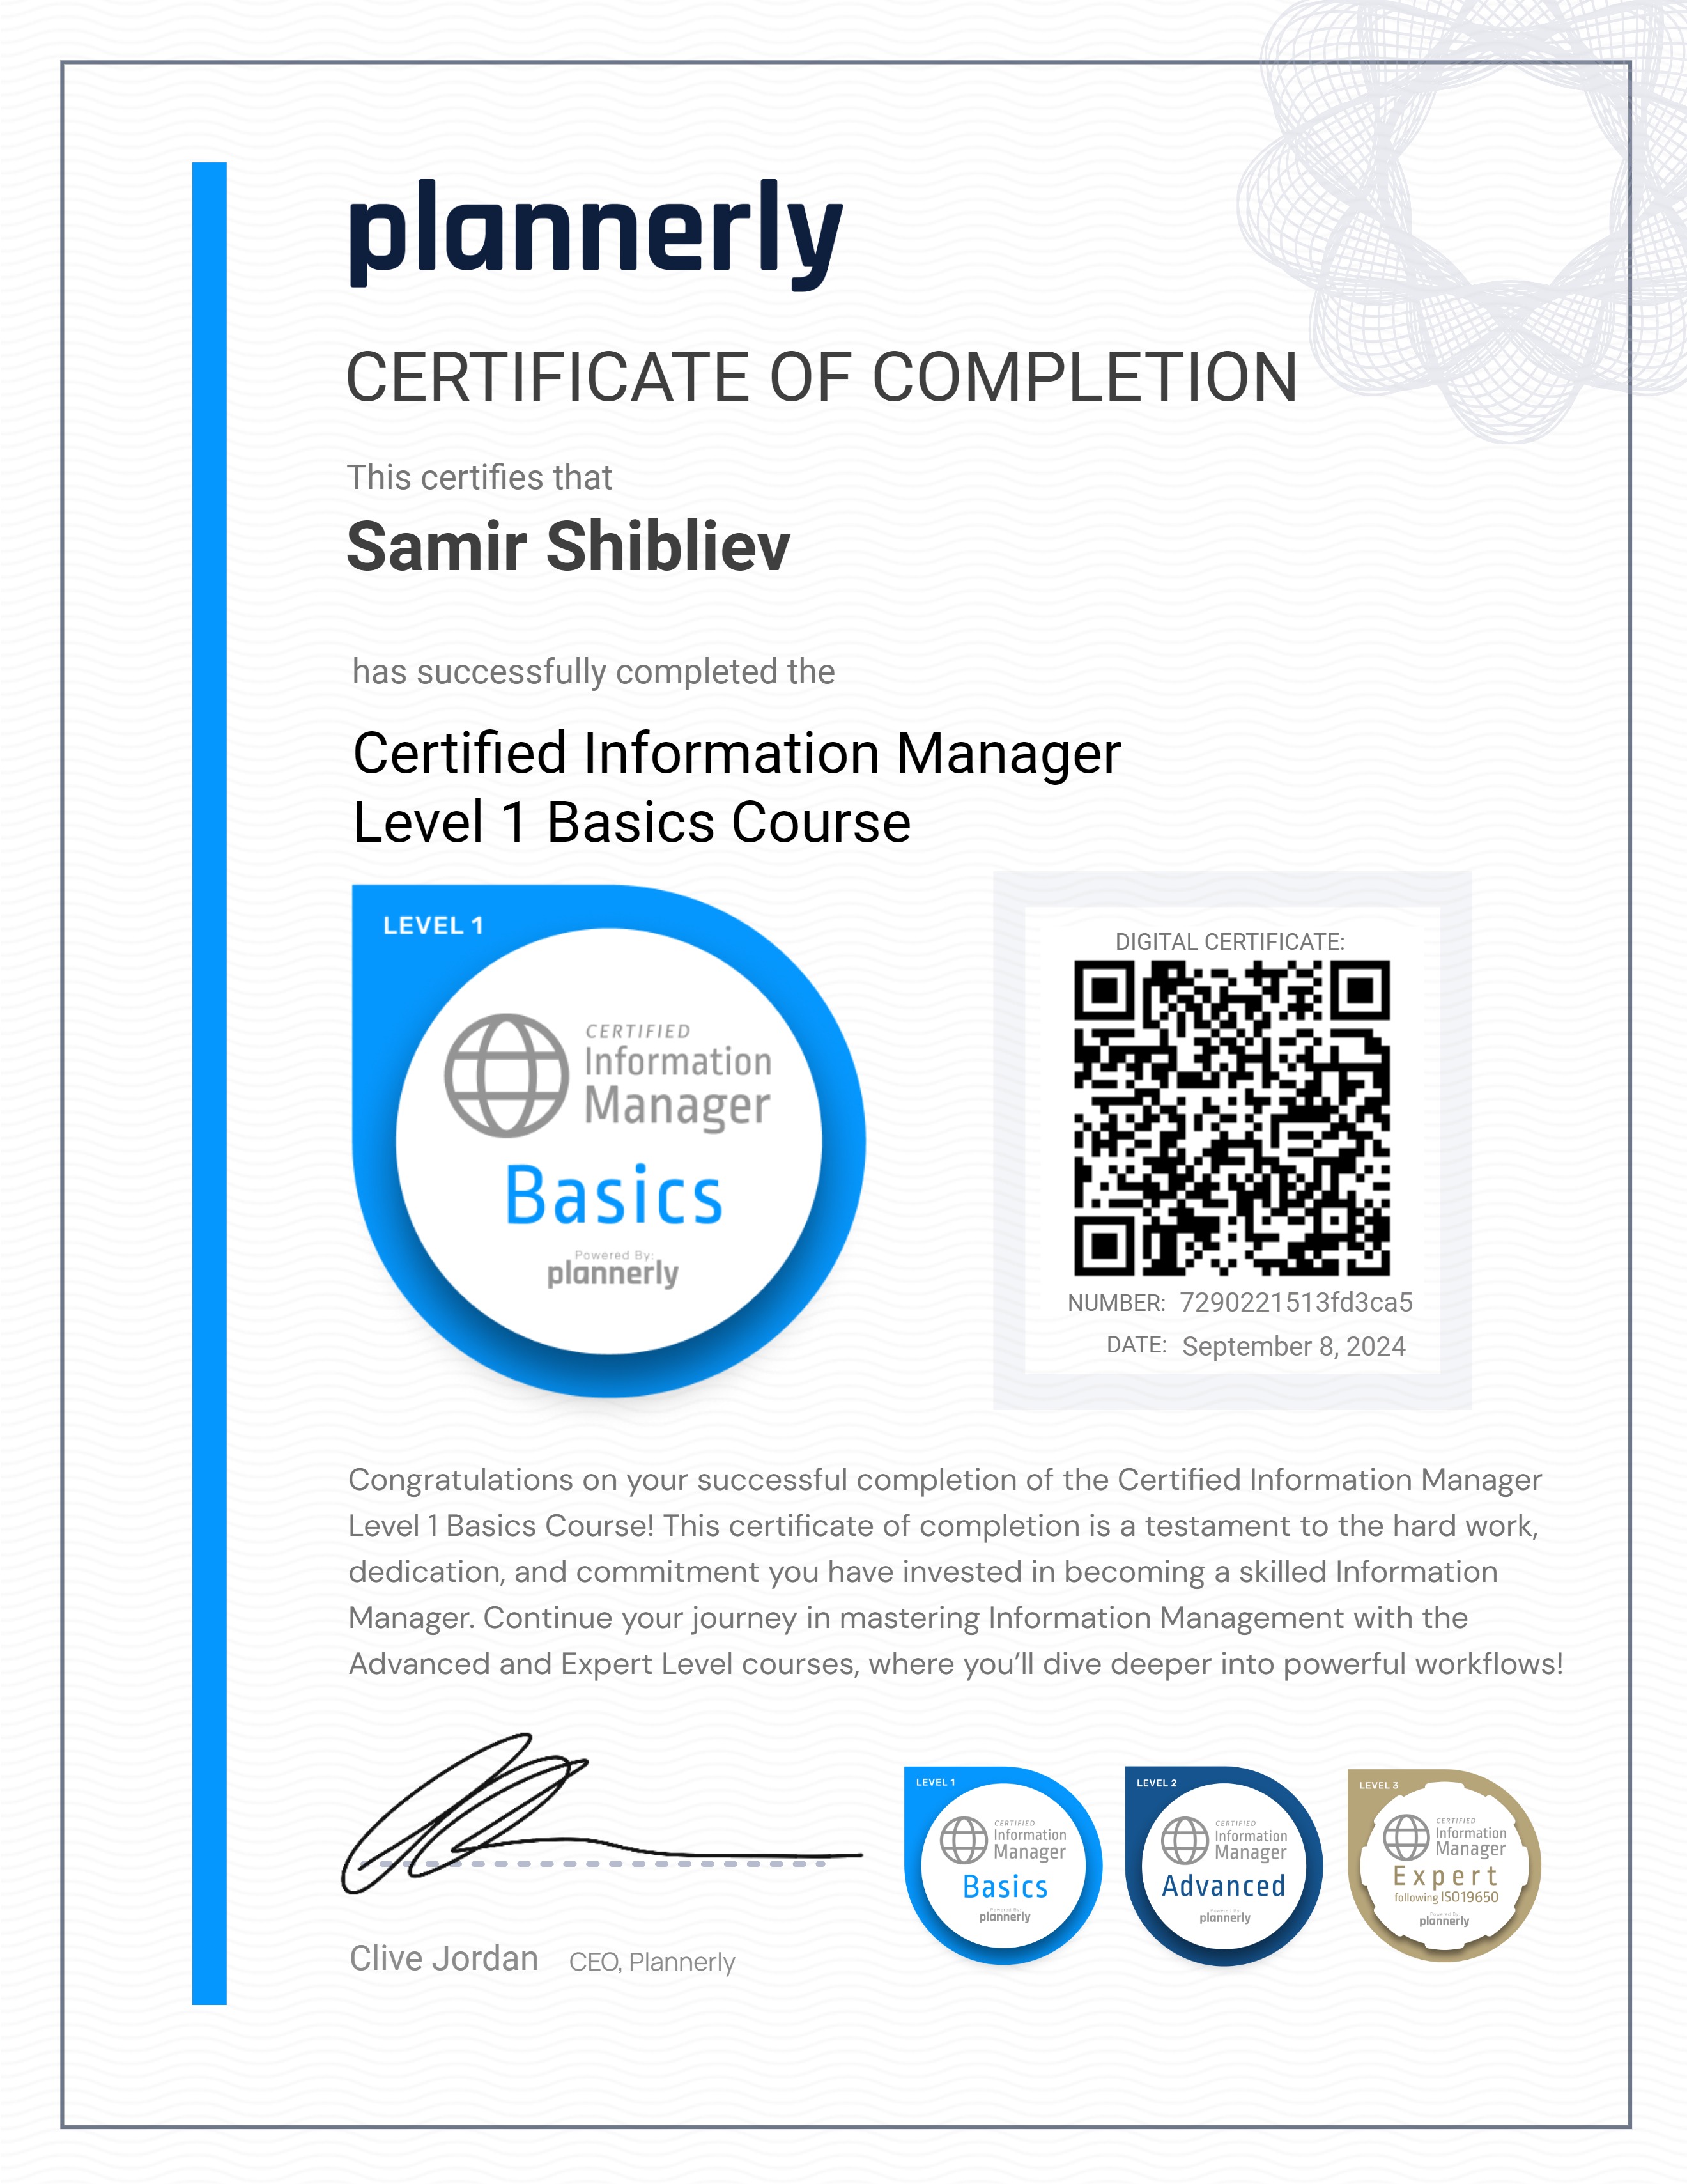 plannerly
CERTIFICATE OF COMPLETION
This certifies that
Samir Shibliev
has successfully completed the
Certified Information Manager
Level 1 Basics Course
LEVEL 1
CERTIFIED
Information
Manager
Basics
Powered By:
plannerly
DIGITAL CERTIFICATE:
NUMBER: 7290221513fd3ca5
DATE: September 8, 2024
Congratulations on your successful completion of the Certified Information Manager
Level 1 Basics Course! This certificate of completion is a testament to the hard work,
dedication, and commitment you have invested in becoming a skilled Information
Manager. Continue your journey in mastering Information Management with the
Advanced and Expert Level courses, where you’ll dive deeper into powerful workflows!
Clive Jordan CEO, Plannerly
LEVEL 1
CERTIFIED
Information
Manager
Basics
Powered By:
plannerly
LEVEL 2
CERTIFIED
Information
Manager
Advanced
Powered By:
plannerly
LEVEL 3
CERTIFIED
Information
Manager
Expert
following ISO19650
Powered By:
plannerly